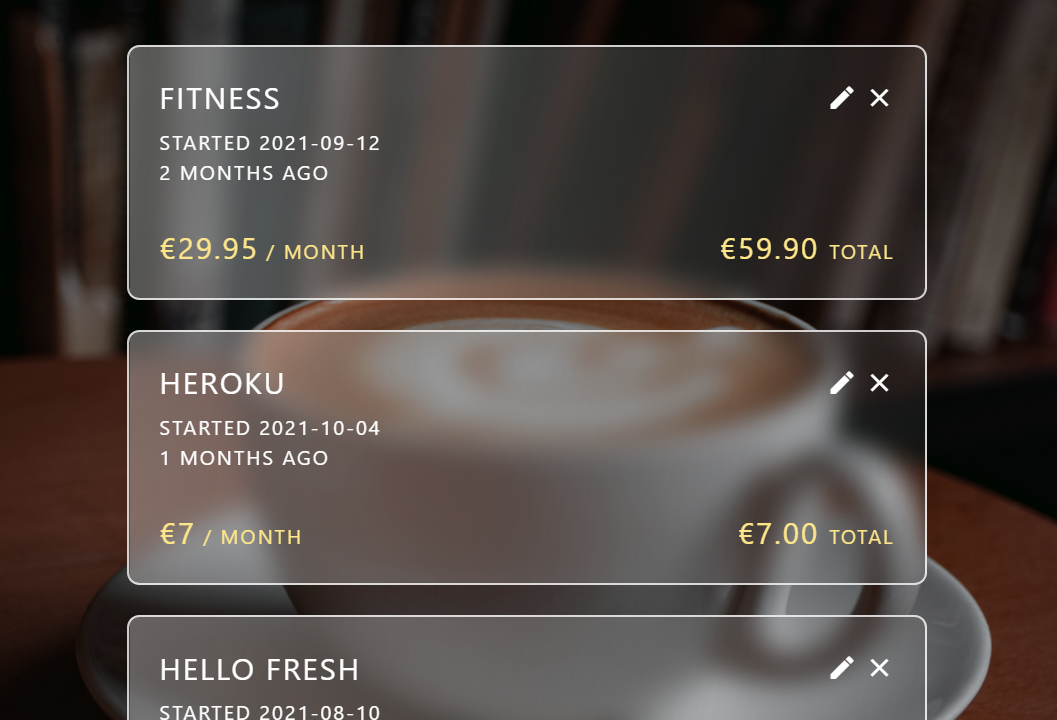 FITNESS
STARTED 2021-09-12
2 MONTHS AGO
€29.95 / MONTH €59.90 TOTAL
HEROKU
STARTED 2021-10-04
1 MONTHS AGO
€7 / MONTH €7.00 TOTAL
HELLO FRESH
STARTED 2021-08-10